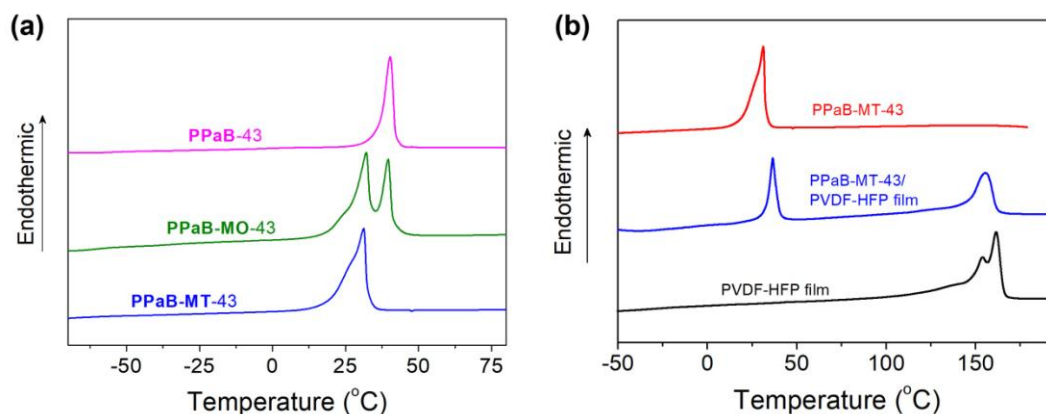 (a)
Endothermic
PPaB-43
PPaB-MO-43
PPaB-MT-43
-50 -25 0 25 50 75
Temperature (°C)
(b)
Endothermic
PPaB-MT-43
PPaB-MT-43/
PVDF-HFP film
PVDF-HFP film
-50 0 50 100 150
Temperature (°C)